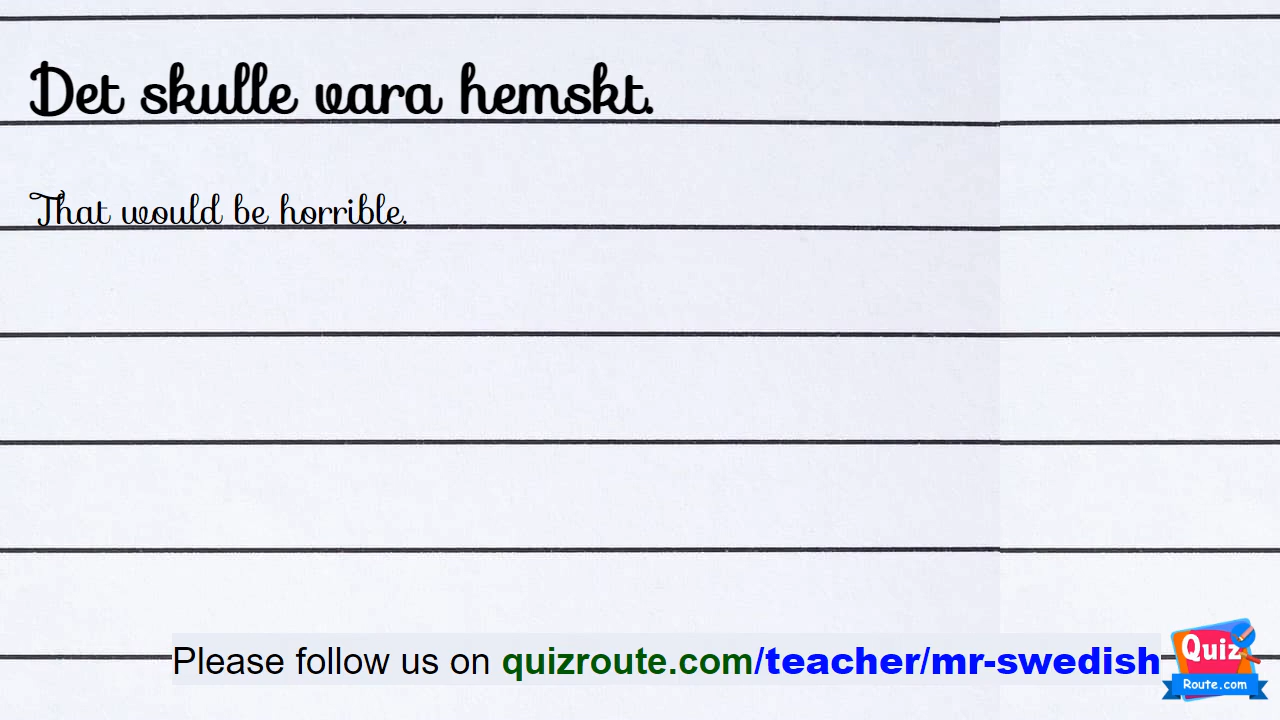 Det skulle vara hemskt.
That would be horrible.
Please follow us on quizroute.com/teacher/mr-swedish
Quiz
Route.com